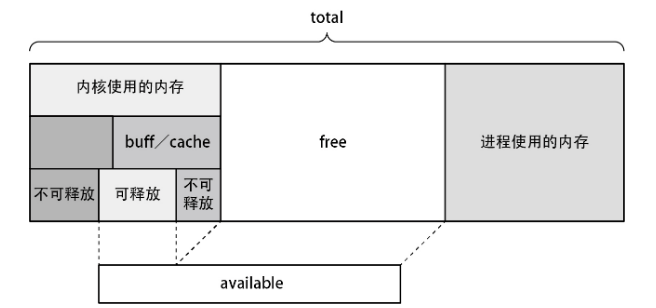 total
内核使用的内存
buff／cache
free
进程使用的内存
不可释放
可释放
不可
释放
available